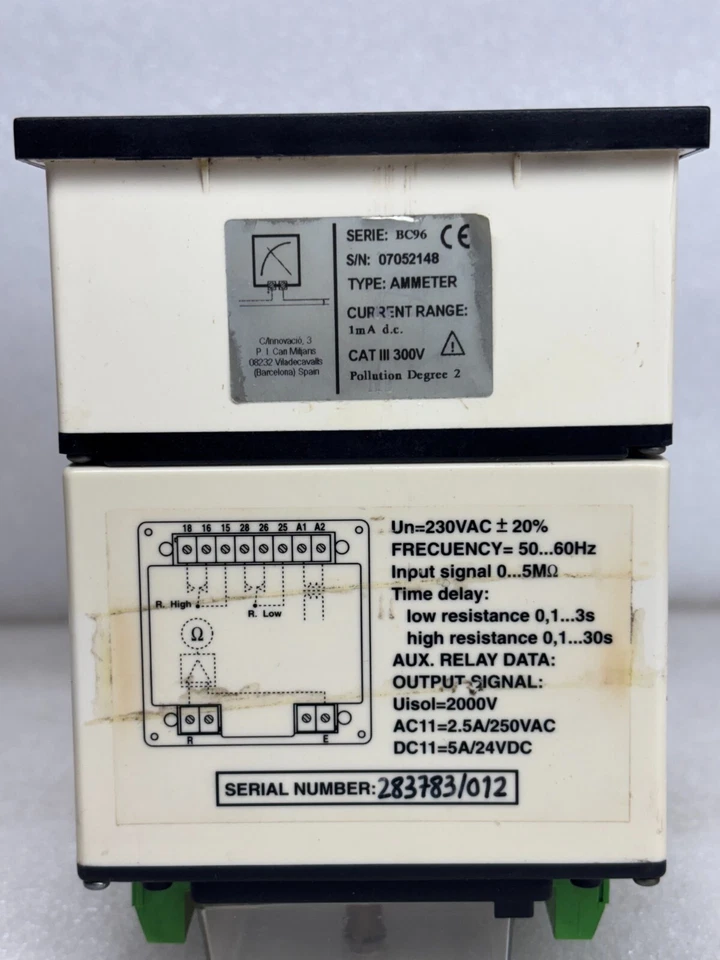 SERIE: BC96 CE
S/N: 07052148
TYPE: AMMETER
CURRENT RANGE:
1mA d.c.
CAT III 300V
Pollution Degree 2
C/Innovació, 3
P. I. Can Mitjans
08232 Viladecavalls
(Barcelona) Spain
18 16 15 28 26 25 A1 A2
R. High
R. Low
Ω
R E
Un=230VAC ± 20%
FRECUENCY= 50...60Hz
Input signal 0...5MΩ
Time delay:
low resistance 0,1...3s
high resistance 0,1...30s
AUX. RELAY DATA:
OUTPUT SIGNAL:
Uisol=2000V
AC11=2.5A/250VAC
DC11=5A/24VDC
SERIAL NUMBER: 283783/012